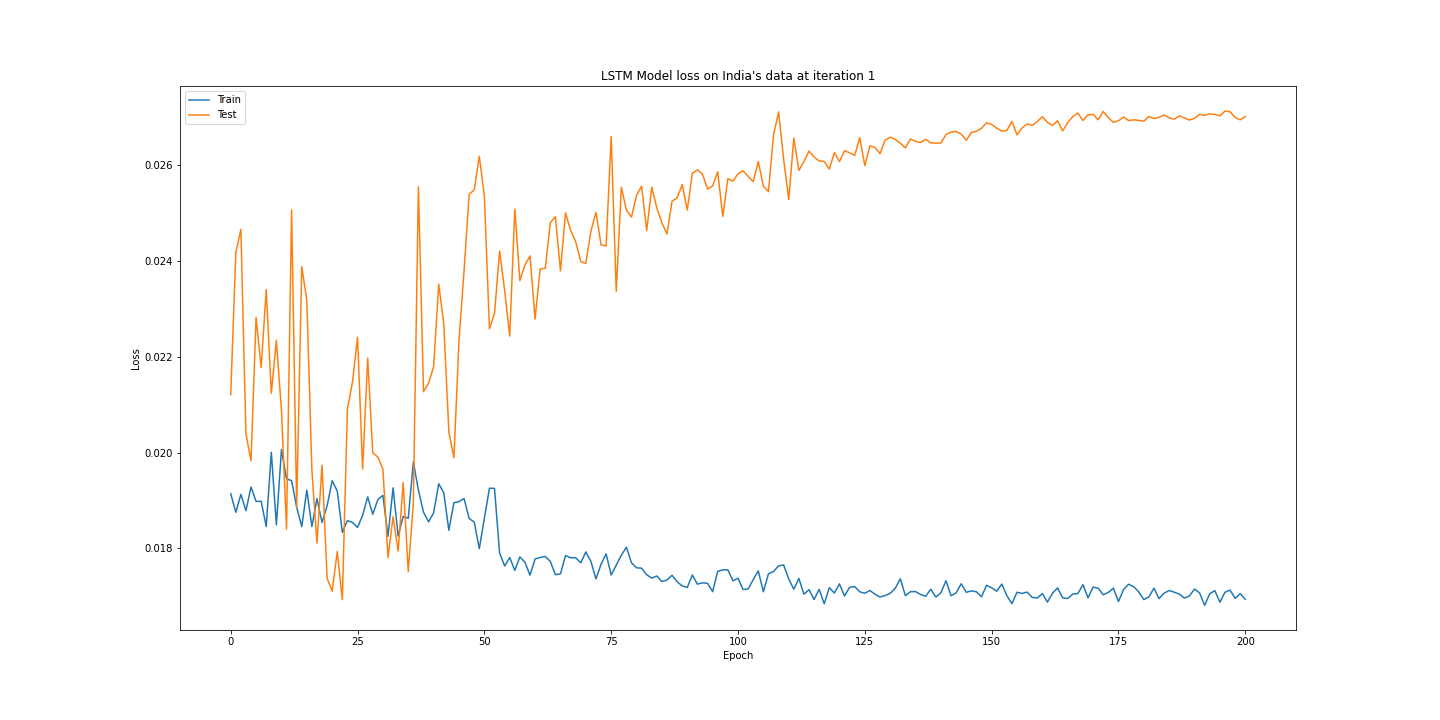 LSTM Model loss on India's data at iteration 1
Train
Test
0.026
0.024
0.022
0.020
0.018
Loss
0 25 50 75 100 125 150 175 200
Epoch